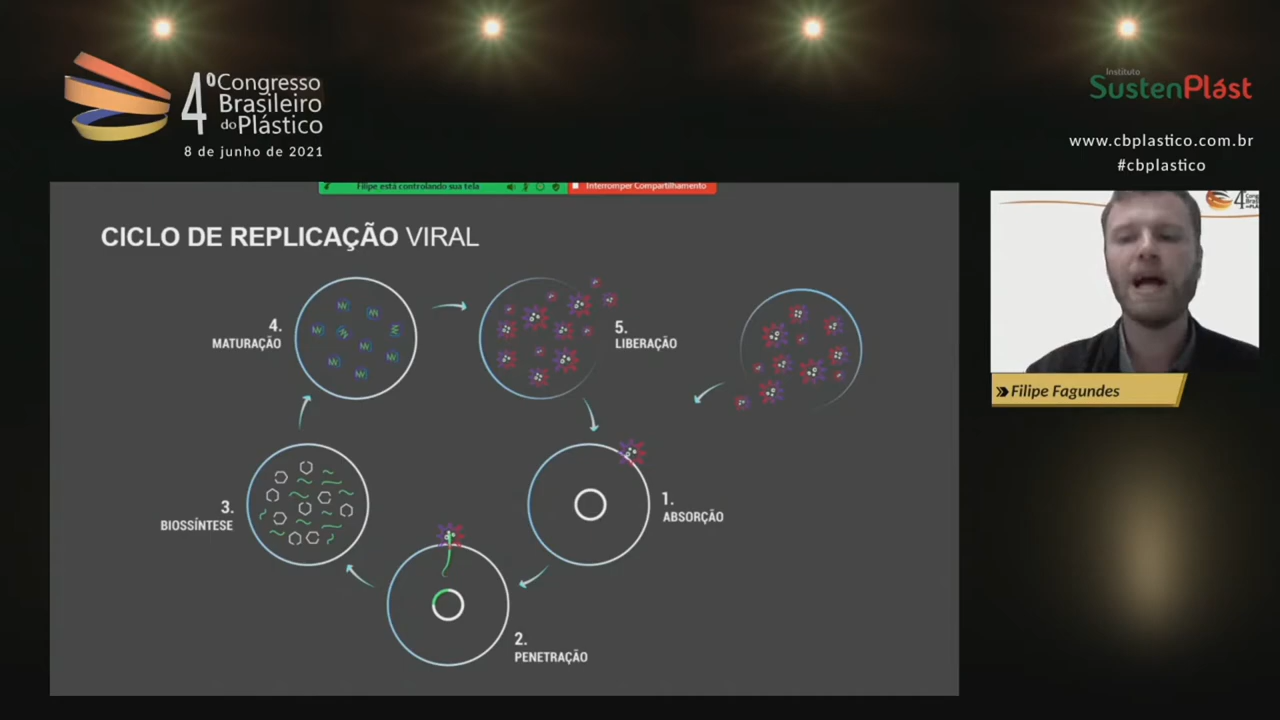 4º Congresso
Brasileiro
do Plástico
8 de junho de 2021
Instituto
SustenPlást
www.cbplastico.com.br
#cbplastico
Filipe está controlando sua tela
Interromper Compartilhamento
CICLO DE REPLICAÇÃO VIRAL
4.
MATURAÇÃO
5.
LIBERAÇÃO
3.
BIOSSÍNTESE
1.
ABSORÇÃO
2.
PENETRAÇÃO
Filipe Fagundes